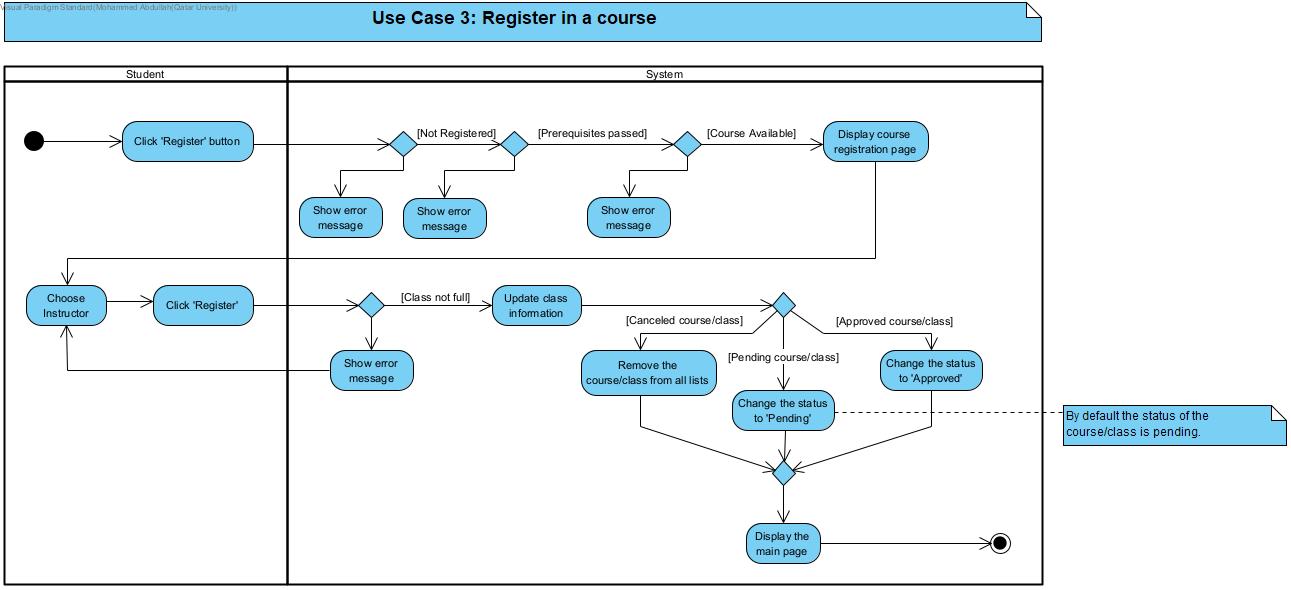 Visual Paradigm Standard(Mohammed Abdullah(Qatar University))
Use Case 3: Register in a course
Student
System
Click 'Register' button
[Not Registered]
[Prerequisites passed]
[Course Available]
Display course
registration page
Show error
message
Show error
message
Show error
message
Choose
Instructor
Click 'Register'
[Class not full]
Update class
information
[Canceled course/class]
[Approved course/class]
[Pending course/class]
Show error
message
Remove the
course/class from all lists
Change the status
to 'Pending'
Change the status
to 'Approved'
By default the status of the
course/class is pending.
Display the
main page